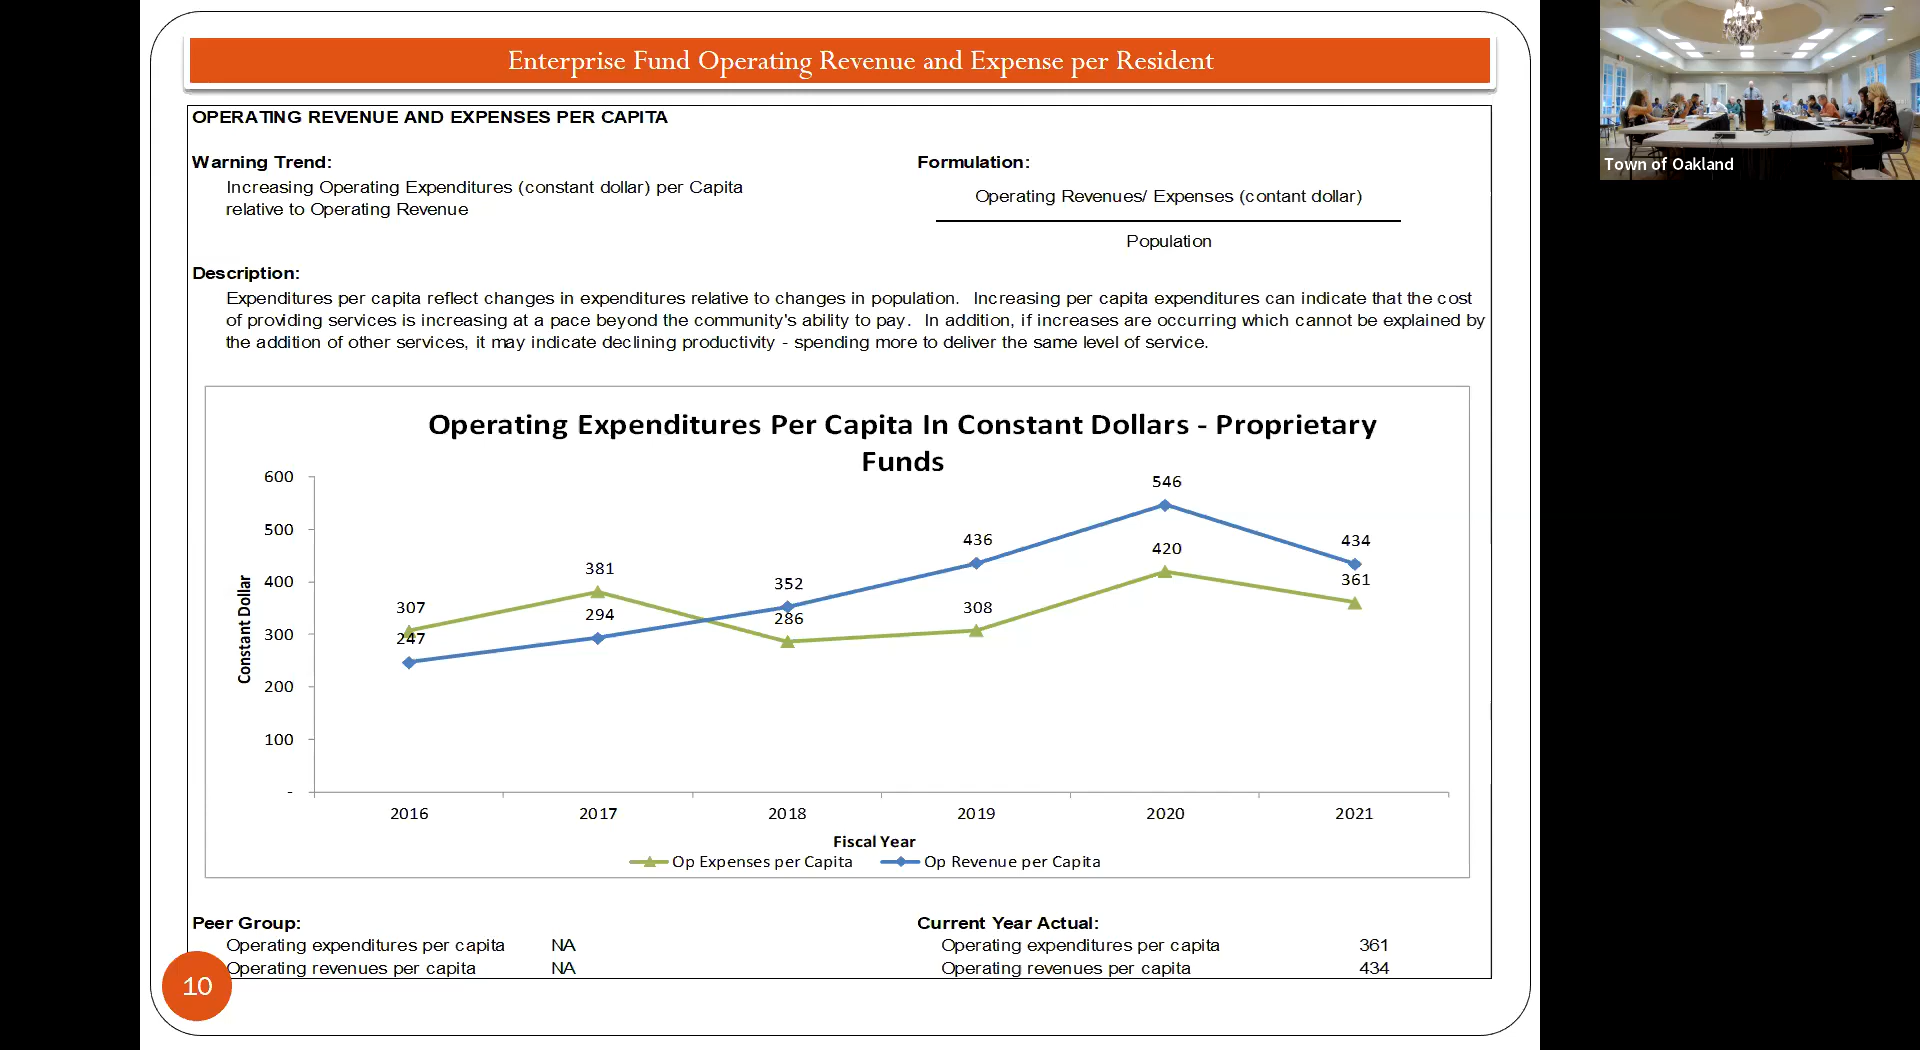 Enterprise Fund Operating Revenue and Expense per Resident
Town of Oakland
OPERATING REVENUE AND EXPENSES PER CAPITA
Warning Trend:
Increasing Operating Expenditures (constant dollar) per Capita
relative to Operating Revenue
Formulation:
Operating Revenues/ Expenses (contant dollar)
Population
Description:
Expenditures per capita reflect changes in expenditures relative to changes in population. Increasing per capita expenditures can indicate that the cost
of providing services is increasing at a pace beyond the community's ability to pay. In addition, if increases are occurring which cannot be explained by
the addition of other services, it may indicate declining productivity - spending more to deliver the same level of service.
Operating Expenditures Per Capita In Constant Dollars - Proprietary
Funds
Constant Dollar
600
500
400
300
200
100
-
307
381
286
308
420
361
247
294
352
436
546
434
2016 2017 2018 2019 2020 2021
Fiscal Year
Op Expenses per Capita Op Revenue per Capita
Peer Group:
Operating expenditures per capita NA
Operating revenues per capita NA
Current Year Actual:
Operating expenditures per capita 361
Operating revenues per capita 434
10